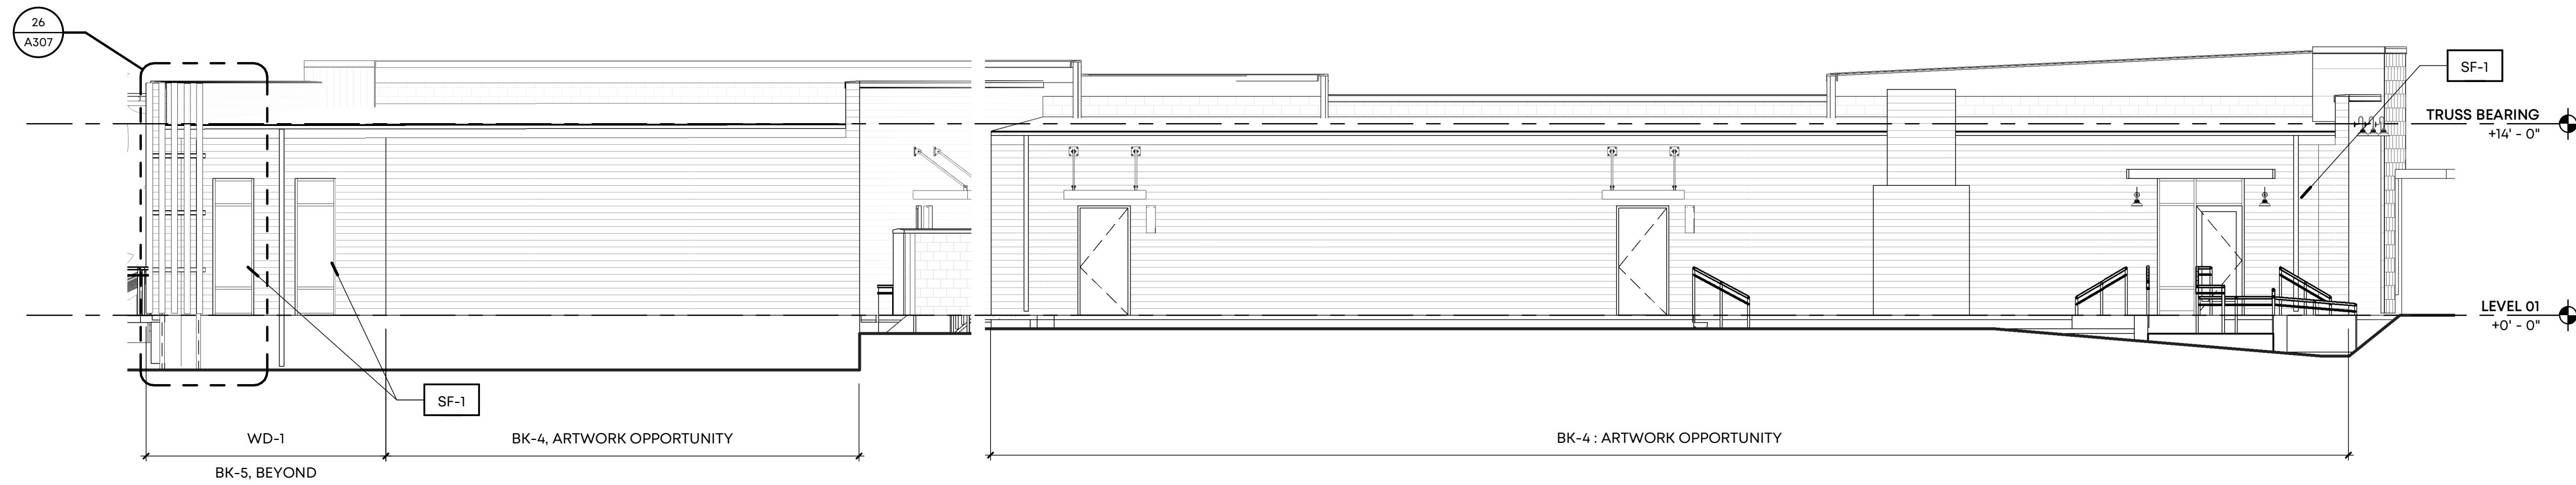 26
A307
SF-1
TRUSS BEARING
+14' - 0"
LEVEL 01
+0' - 0"
SF-1
WD-1
BK-4, ARTWORK OPPORTUNITY
BK-4 : ARTWORK OPPORTUNITY
BK-5, BEYOND